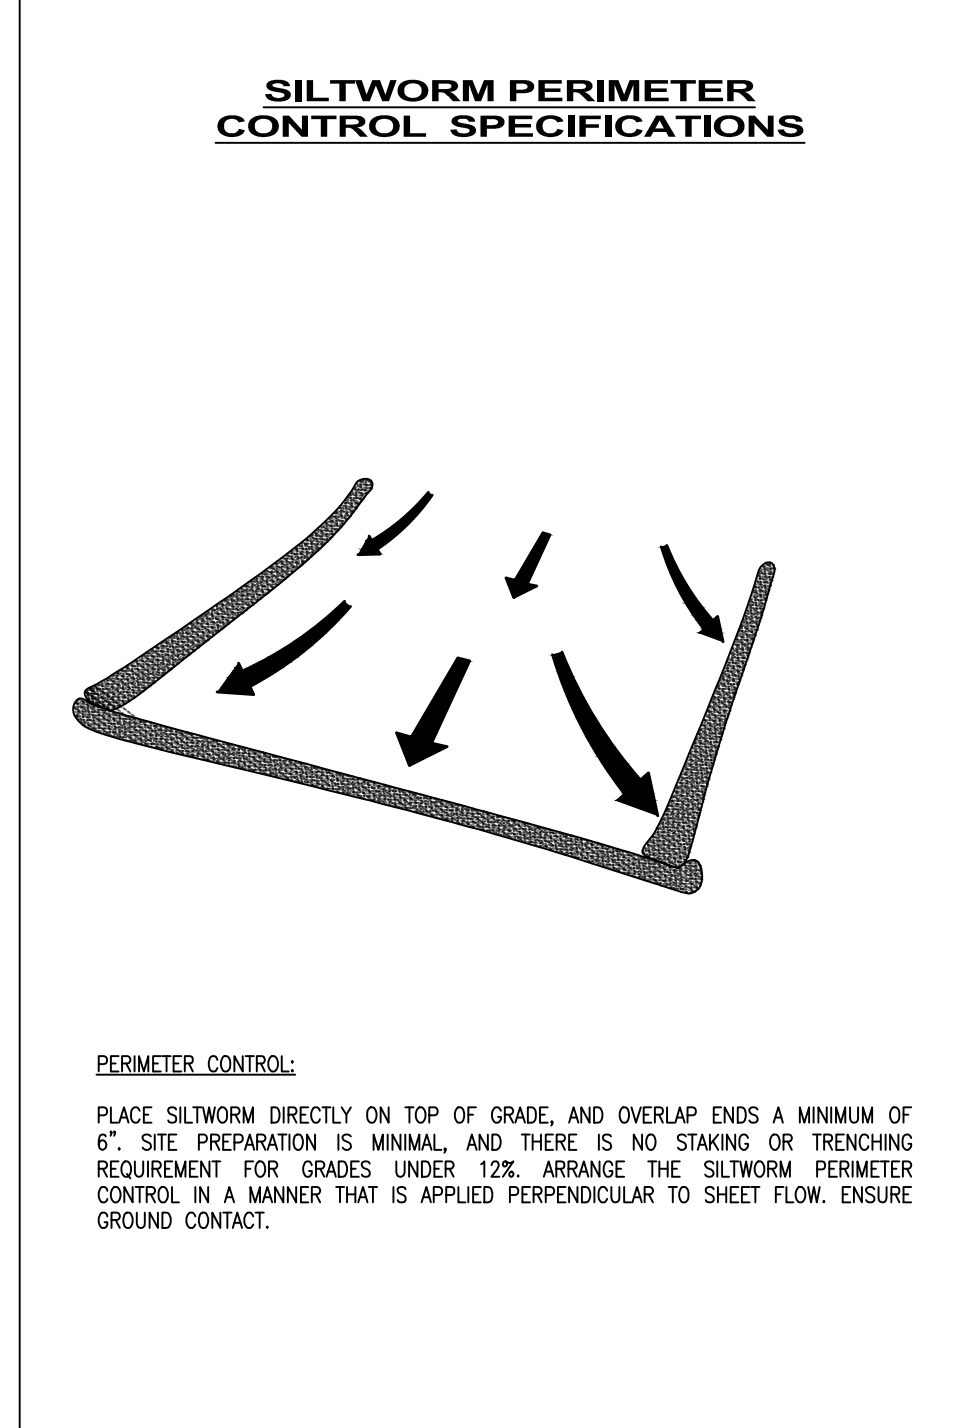 SILTWORM PERIMETER
CONTROL SPECIFICATIONS
PERIMETER CONTROL:
PLACE SILTWORM DIRECTLY ON TOP OF GRADE, AND OVERLAP ENDS A MINIMUM OF
6". SITE PREPARATION IS MINIMAL, AND THERE IS NO STAKING OR TRENCHING
REQUIREMENT FOR GRADES UNDER 12%. ARRANGE THE SILTWORM PERIMETER
CONTROL IN A MANNER THAT IS APPLIED PERPENDICULAR TO SHEET FLOW. ENSURE
GROUND CONTACT.